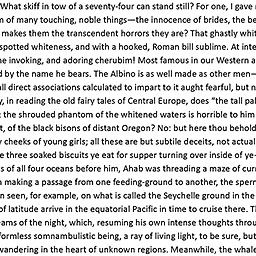 What skiff in tow of a seventy-four can stand still? For one, I gave
m of many touching, noble things—the innocence of brides, the be
makes them the transcendent horrors they are? That ghastly whit
spotted whiteness, and with a hooked, Roman bill sublime. At inte
he invoking, and adoring cherubim! Most famous in our Western a
d by the name he bears. The Albino is as well made as other men—
ll direct associations calculated to impart to it aught fearful, but n
y, in reading the old fairy tales of Central Europe, does "the tall pal
: the shrouded phantom of the whitened waters is horrible to him
t, of the black bisons of distant Oregon? No: but here thou behold
y cheeks of young girls; all these are but subtile deceits, not actual
e three soaked biscuits ye eat for supper turning over inside of ye-
s of all four oceans before him, Ahab was threading a maze of curr
n making a passage from one feeding-ground to another, the sperr
n seen, for example, on what is called the Seychelle ground in the
of latitude arrive in the equatorial Pacific in time to cruise there. T
eams of the night, which, resuming his own intense thoughts throu
formless somnambulistic being, a ray of living light, to be sure, but
wandering in the heart of unknown regions. Meanwhile, the whale